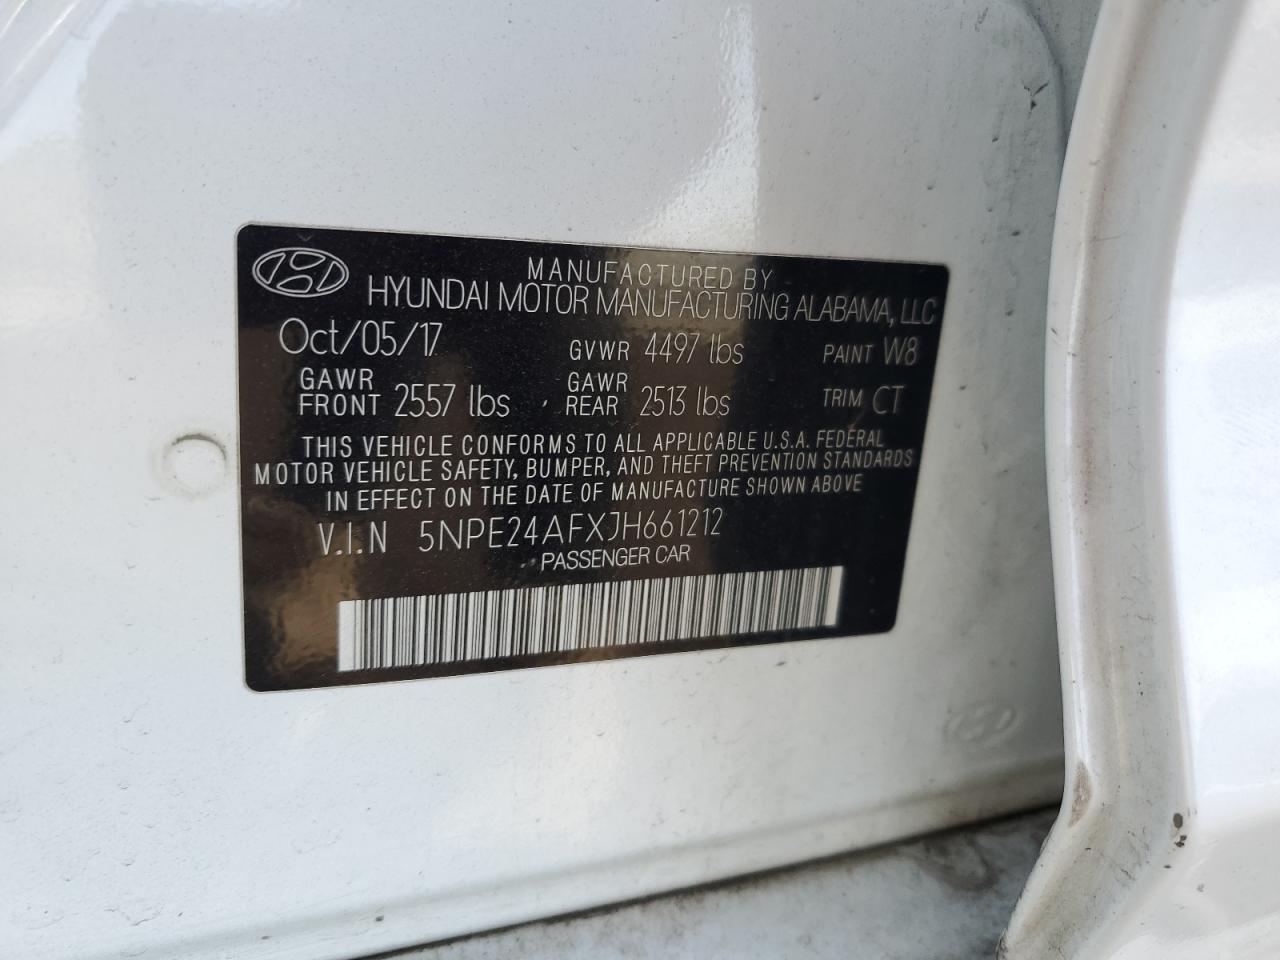 MANUFACTURED BY
HYUNDAI MOTOR MANUFACTURING ALABAMA, LLC
Oct/05/17 GVWR 4497 lbs PAINT W8
GAWR FRONT 2557 lbs GAWR REAR 2513 lbs TRIM CT
THIS VEHICLE CONFORMS TO ALL APPLICABLE U.S.A. FEDERAL
MOTOR VEHICLE SAFETY, BUMPER, AND THEFT PREVENTION STANDARDS
IN EFFECT ON THE DATE OF MANUFACTURE SHOWN ABOVE
V.I.N 5NPE24AFXJH661212
PASSENGER CAR